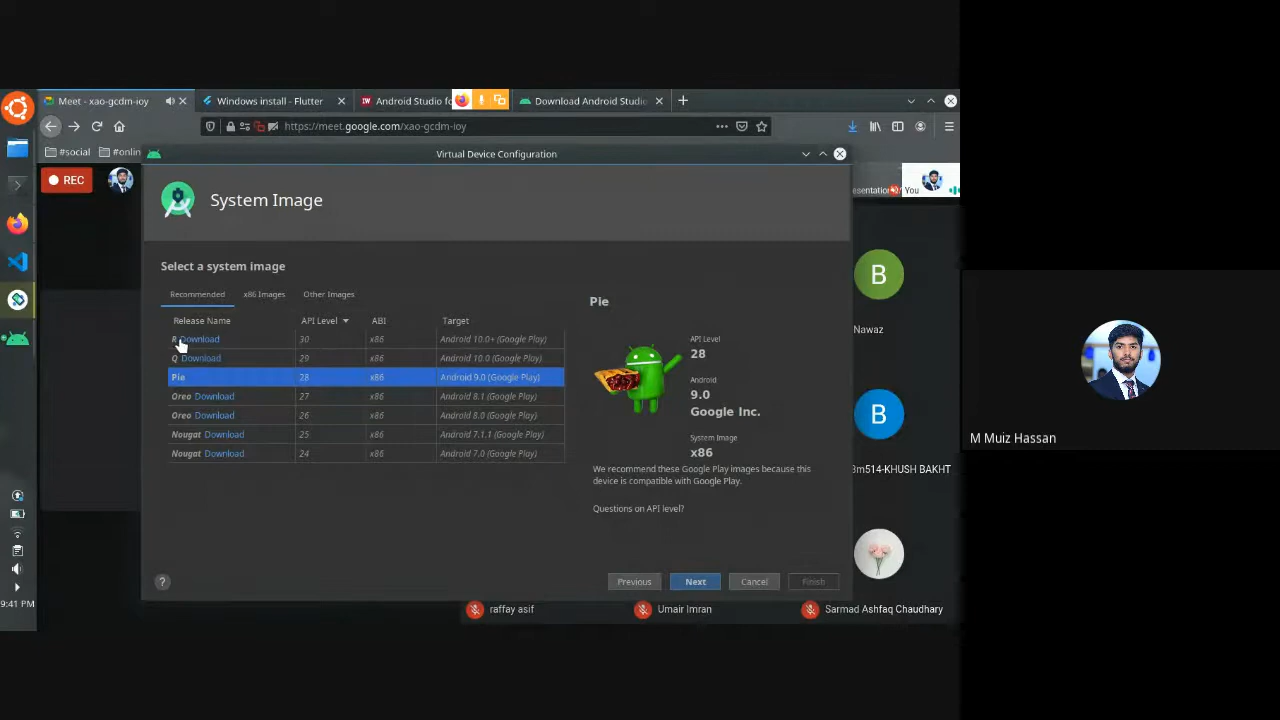 Meet - xao-gcdm-ioy
Windows install - Flutter
Android Studio fo
Download Android Studio
https://meet.google.com/xao-gcdm-ioy
#social
#onlin
Virtual Device Configuration
REC
System Image
You
Select a system image
Recommended
x86 Images
Other Images
Release Name API Level ABI Target
R Download 30 x86 Android 10.0+ (Google Play)
Q Download 29 x86 Android 10.0 (Google Play)
Pie 28 x86 Android 9.0 (Google Play)
Oreo Download 27 x86 Android 8.1 (Google Play)
Oreo Download 26 x86 Android 8.0 (Google Play)
Nougat Download 25 x86 Android 7.1.1 (Google Play)
Nougat Download 24 x86 Android 7.0 (Google Play)
Pie
API Level
28
Android
9.0
Google Inc.
System Image
x86
We recommend these Google Play images because this
device is compatible with Google Play.
Questions on API level?
?
Previous
Next
Cancel
Finish
B
Nawaz
B
3m514-KHUSH BAKHT
raffay asif
Umair Imran
Sarmad Ashfaq Chaudhary
9:41 PM
M Muiz Hassan